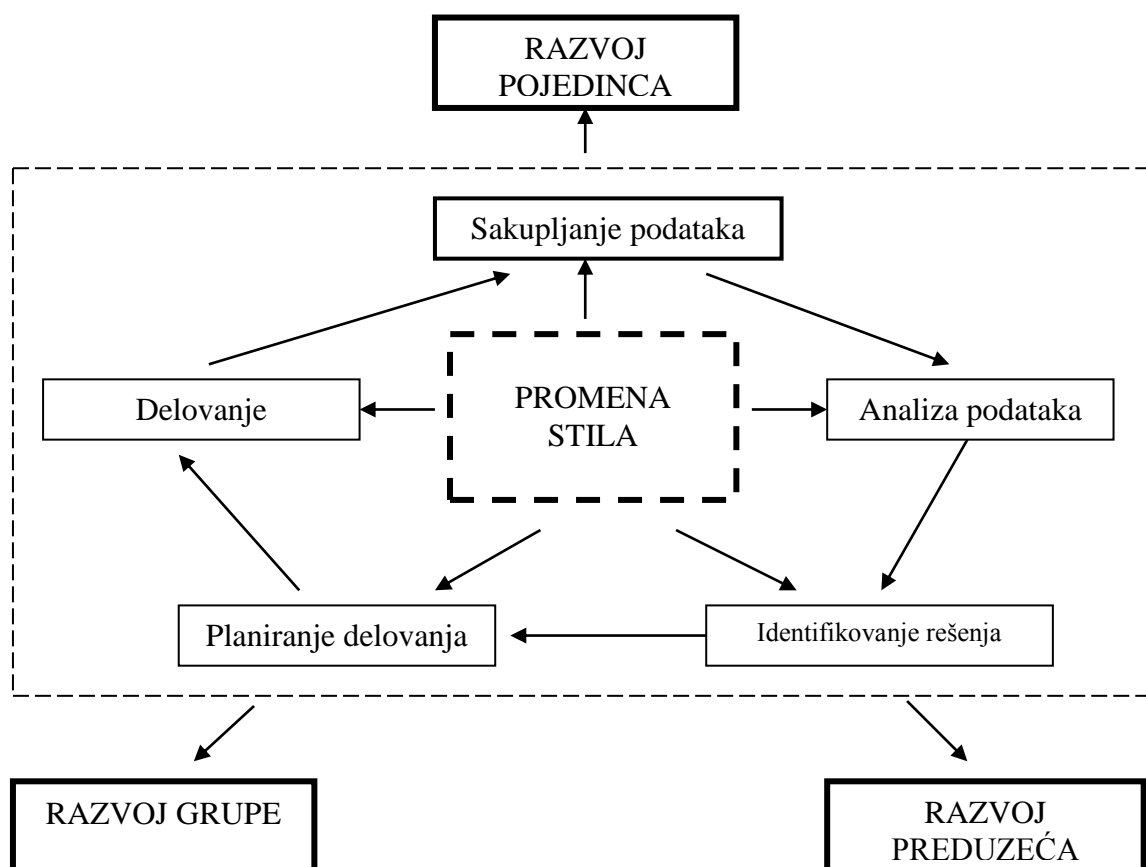 RAZVOJ
POJEDINCA
Sakupljanje podataka
Delovanje
PROMENA
STILA
Analiza podataka
Planiranje delovanja
Identifikovanje rešenja
RAZVOJ GRUPE
RAZVOJ
PREDUZEĆA